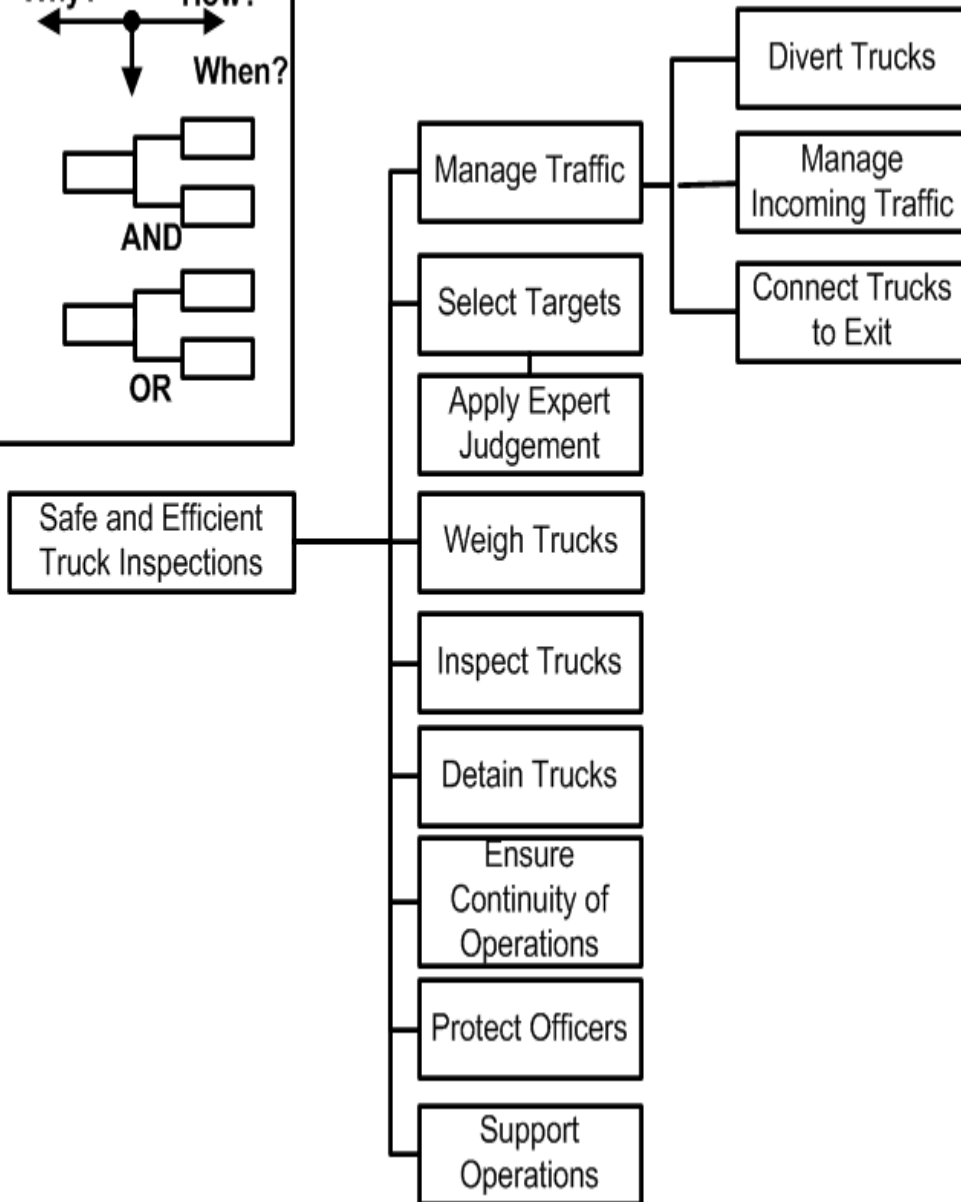 Why?
How?
When?
AND
OR
Divert Trucks
Manage Traffic
Manage
Incoming Traffic
Select Targets
Connect Trucks
to Exit
Apply Expert
Judgement
Safe and Efficient
Truck Inspections
Weigh Trucks
Inspect Trucks
Detain Trucks
Ensure
Continuity of
Operations
Protect Officers
Support
Operations